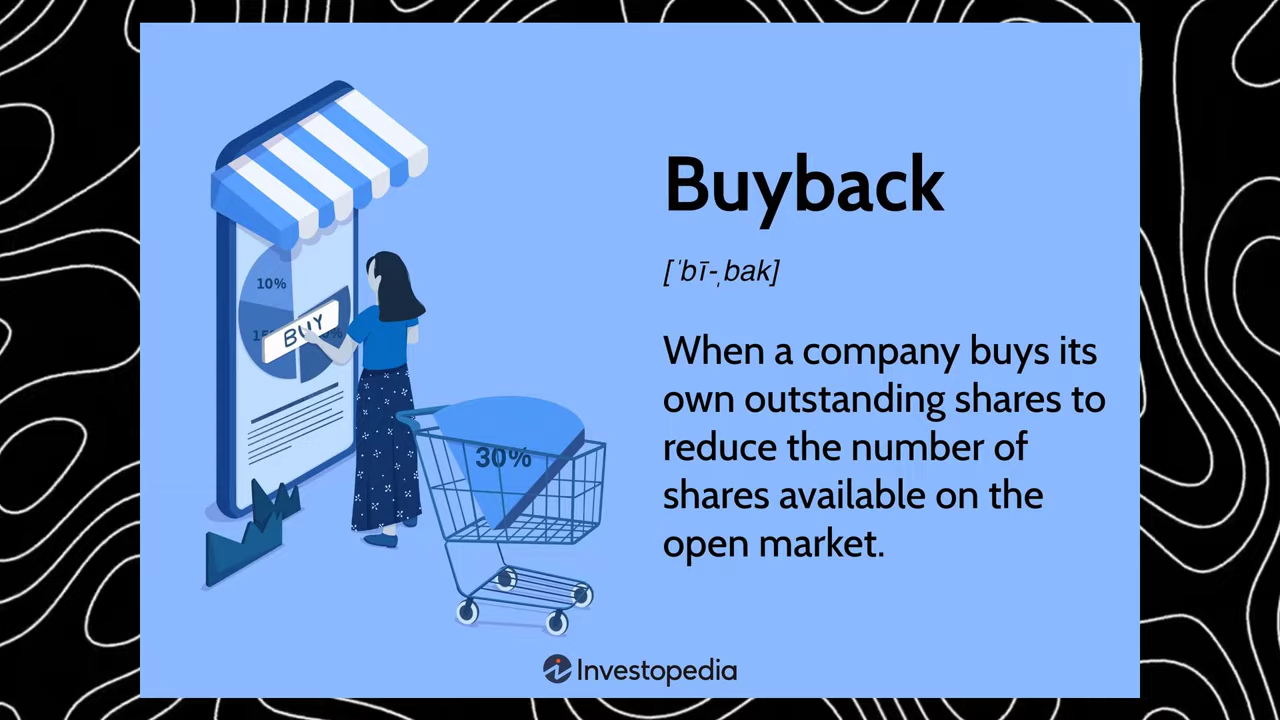 Buyback
[ˈbī-ˌbak]
When a company buys its
own outstanding shares to
reduce the number of
shares available on the
open market.
10%
BUY
30%
Investopedia